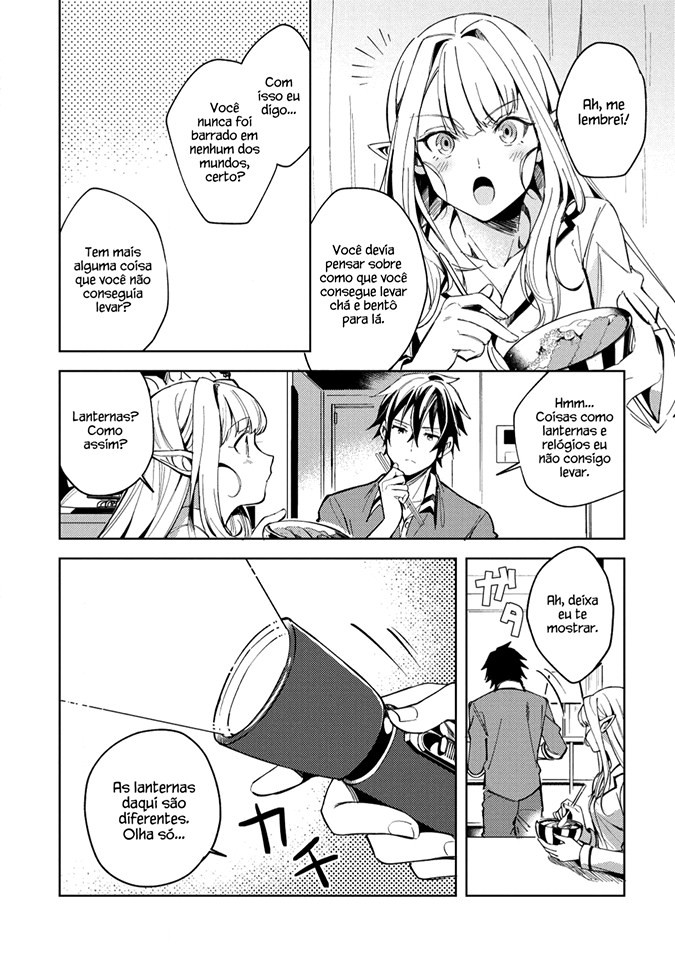 Ah, me
lembrei!
Você devia
pensar sobre
como que você
consegue levar
chá e bentô
para lá.
Com
isso eu
digo...
Você
nunca foi
barrado em
nenhum dos
mundos,
certo?
Tem mais
alguma coisa
que você não
conseguia
levar?
Hmm...
Coisas como
lanternas e
relógios eu
não consigo
levar.
Lanternas?
Como
assim?
Ah, deixa
eu te
mostrar.
ガタ
As lanternas
daqui são
diferentes.
Olha só...
カチ